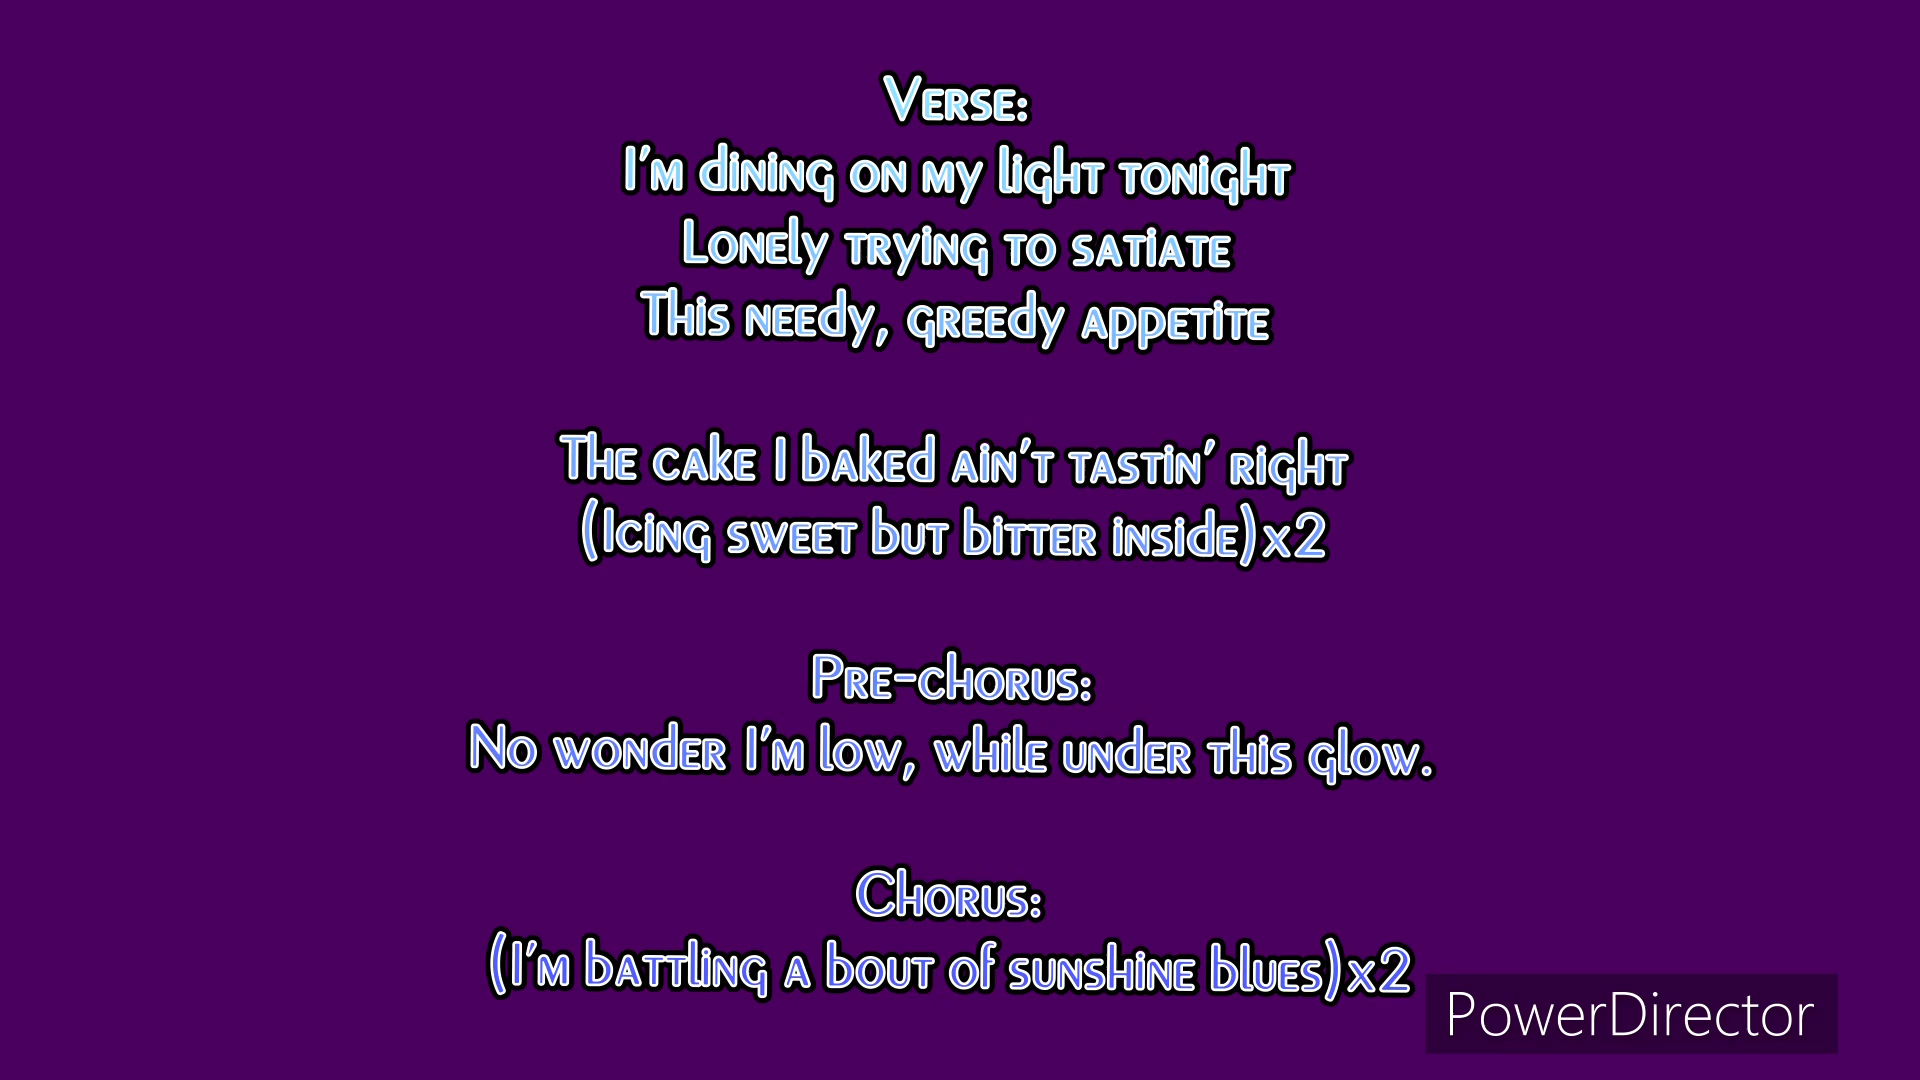 Verse:
I'm dining on my light tonight
Lonely trying to satiate
This needy, greedy appetite
The cake I baked ain't tastin' right
(Icing sweet but bitter inside)x2
Pre-chorus:
No wonder I'm low, while under this glow.
Chorus:
(I'm battling a bout of sunshine blues)x2
PowerDirector